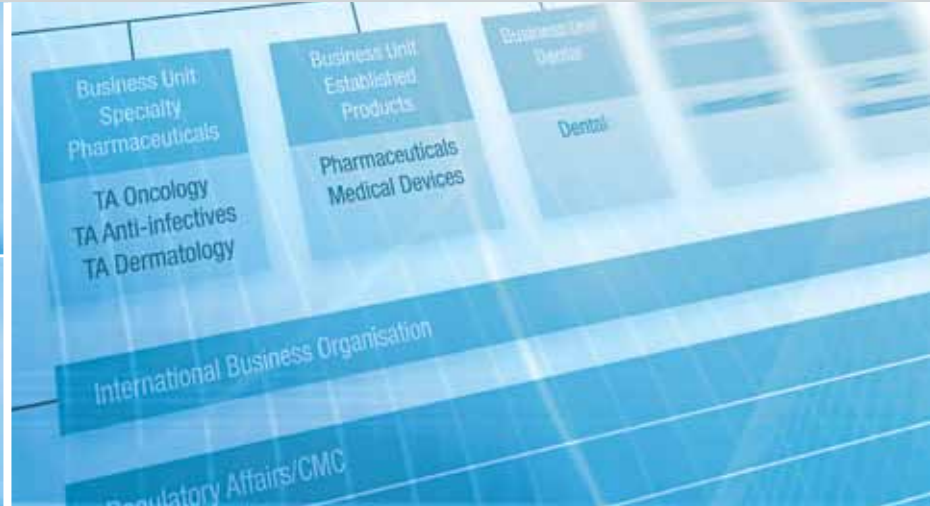 Business Unit
Specialty
Pharmaceuticals
TA Oncology
TA Anti-infectives
TA Dermatology
Business Unit
Established
Products
Pharmaceuticals
Medical Devices
Business Unit
Dental
Dental
International Business Organisation
Regulatory Affairs/CMC